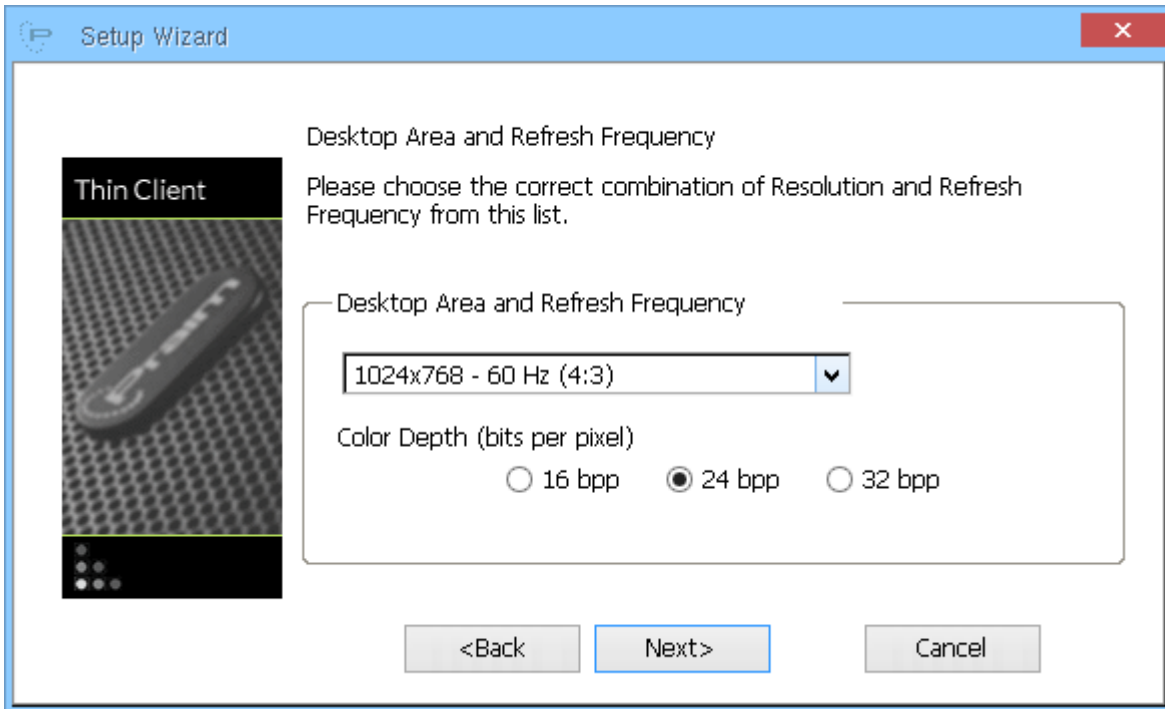 Setup Wizard
Desktop Area and Refresh Frequency
Please choose the correct combination of Resolution and Refresh
Frequency from this list.
Thin Client
Desktop Area and Refresh Frequency
1024x768 - 60 Hz (4:3)
Color Depth (bits per pixel)
16 bpp 24 bpp 32 bpp
<Back Next> Cancel